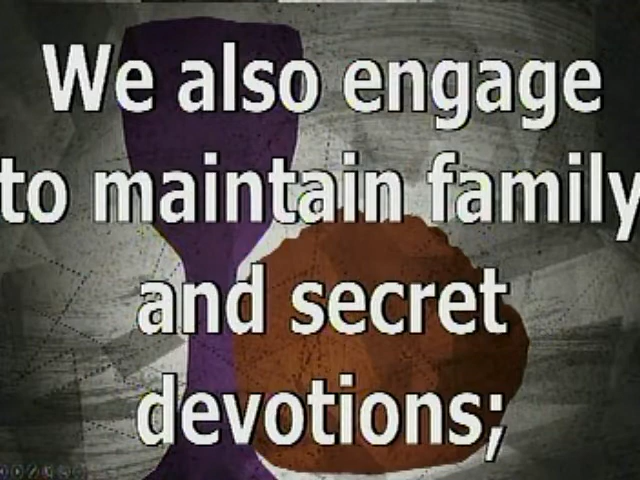 We also engage
to maintain family
and secret
devotions;